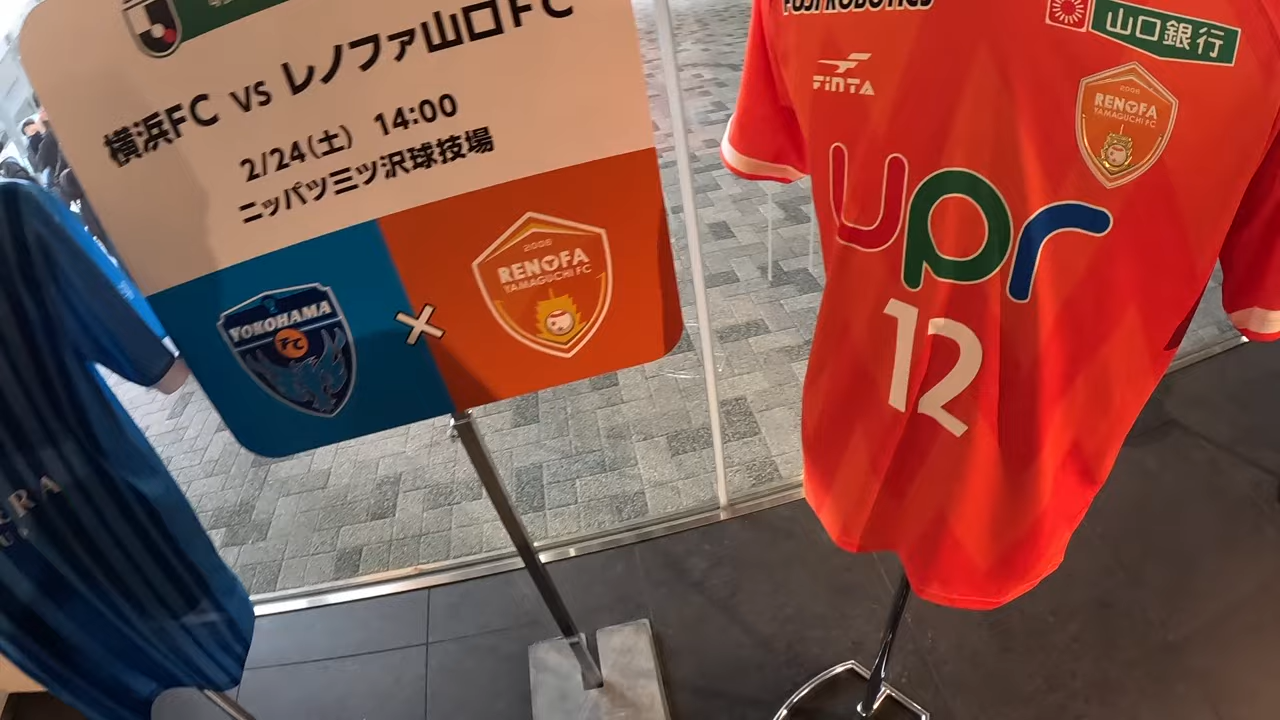 横浜FC vs レノファ山口FC
2/24(土) 14:00
ニッパツ三ツ沢球技場
YOKOHAMA
FC
2006
RENOFA
YAMAGUCHI FC
FUJI ROBOTICS
山口銀行
FINTA
2006
RENOFA
YAMAGUCHI FC
upr
12